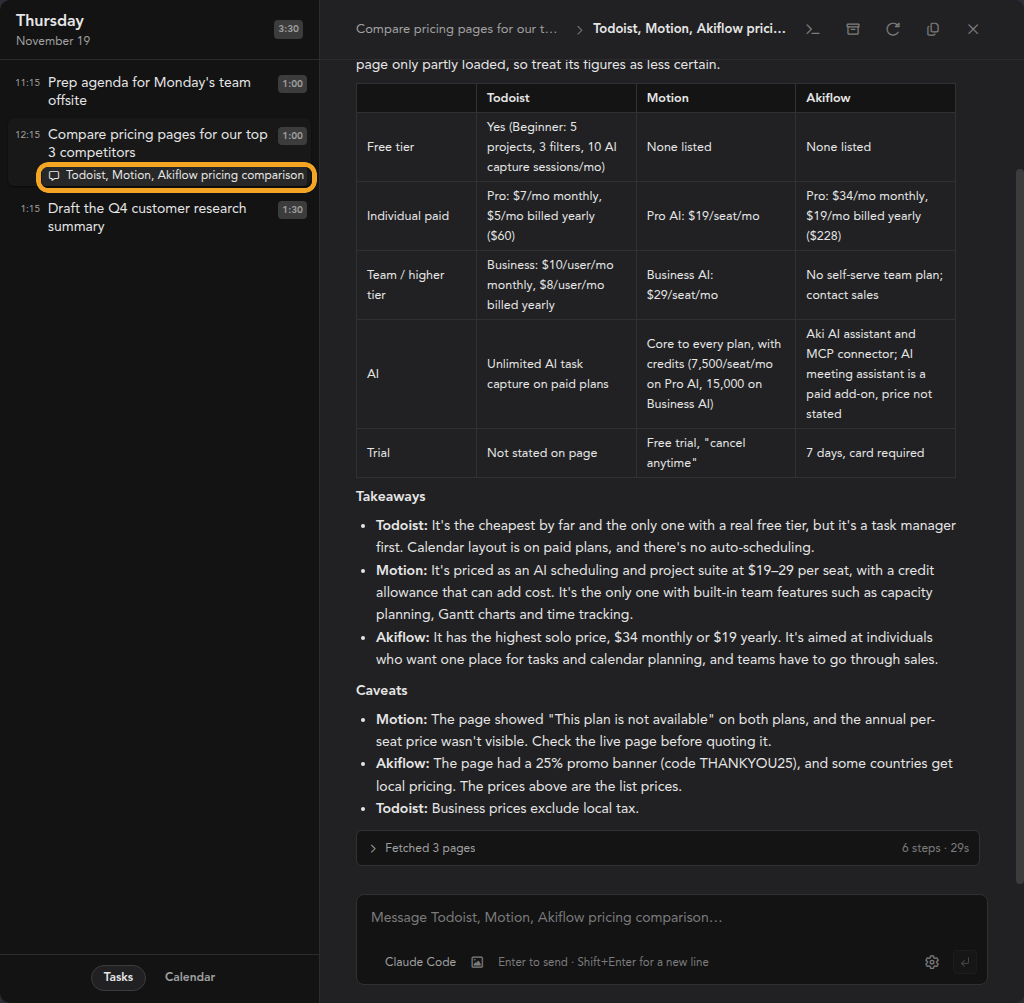 Thursday
November 19
3:30
11:15 Prep agenda for Monday's team offsite 1:00
12:15 Compare pricing pages for our top 3 competitors 1:00
Todoist, Motion, Akiflow pricing comparison
1:15 Draft the Q4 customer research summary 1:30
Tasks
Calendar
Compare pricing pages for our t... > Todoist, Motion, Akiflow prici...
page only partly loaded, so treat its figures as less certain.
Todoist Motion Akiflow
Free tier
Yes (Beginner: 5
projects, 3 filters, 10 AI
capture sessions/mo)
None listed
None listed
Individual paid
Pro: $7/mo monthly,
$5/mo billed yearly
($60)
Pro AI: $19/seat/mo
Pro: $34/mo monthly,
$19/mo billed yearly
($228)
Team / higher
tier
Business: $10/user/mo
monthly, $8/user/mo
billed yearly
Business AI:
$29/seat/mo
No self-serve team plan;
contact sales
AI
Unlimited AI task
capture on paid plans
Core to every plan, with
credits (7,500/seat/mo
on Pro AI, 15,000 on
Business AI)
Aki AI assistant and
MCP connector; AI
meeting assistant is a
paid add-on, price not
stated
Trial
Not stated on page
Free trial, "cancel
anytime"
7 days, card required
Takeaways
• Todoist: It's the cheapest by far and the only one with a real free tier, but it's a task manager
first. Calendar layout is on paid plans, and there's no auto-scheduling.
• Motion: It's priced as an AI scheduling and project suite at $19–29 per seat, with a credit
allowance that can add cost. It's the only one with built-in team features such as capacity
planning, Gantt charts and time tracking.
• Akiflow: It has the highest solo price, $34 monthly or $19 yearly. It's aimed at individuals
who want one place for tasks and calendar planning, and teams have to go through sales.
Caveats
• Motion: The page showed "This plan is not available" on both plans, and the annual per-
seat price wasn't visible. Check the live page before quoting it.
• Akiflow: The page had a 25% promo banner (code THANKYOU25), and some countries get
local pricing. The prices above are the list prices.
• Todoist: Business prices exclude local tax.
Fetched 3 pages
6 steps · 29s
Message Todoist, Motion, Akiflow pricing comparison...
Claude Code
Enter to send · Shift+Enter for a new line